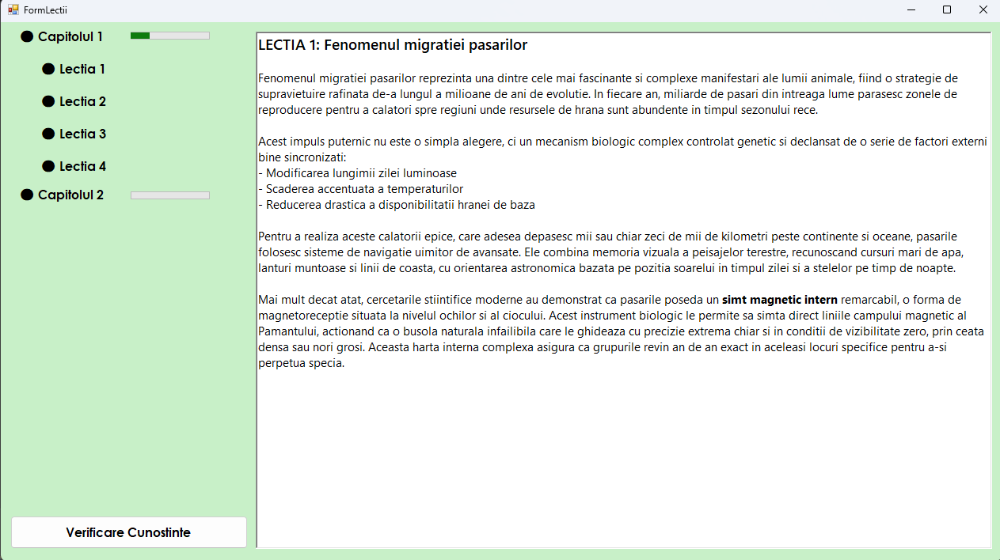 FormLectii
Capitolul 1
Lectia 1
Lectia 2
Lectia 3
Lectia 4
Capitolul 2
Verificare Cunostinte
LECTIA 1: Fenomenul migratiei pasarilor
Fenomenul migratiei pasarilor reprezinta una dintre cele mai fascinante si complexe manifestari ale lumii animale, fiind o strategie de
supravietuire rafinata de-a lungul a milioane de ani de evolutie. In fiecare an, miliarde de pasari din intreaga lume parasesc zonele de
reproducere pentru a calatori spre regiuni unde resursele de hrana sunt abundente in timpul sezonului rece.
Acest impuls puternic nu este o simpla alegere, ci un mecanism biologic complex controlat genetic si declansat de o serie de factori externi
bine sincronizati:
- Modificarea lungimii zilei luminoase
- Scaderea accentuata a temperaturilor
- Reducerea drastica a disponibilitatii hranei de baza
Pentru a realiza aceste calatorii epice, care adesea depasesc mii sau chiar zeci de mii de kilometri peste continente si oceane, pasarile
folosesc sisteme de navigatie uimitor de avansate. Ele combina memoria vizuala a peisajelor terestre, recunoscand cursuri mari de apa,
lanturi muntoase si linii de coasta, cu orientarea astronomica bazata pe pozitia soarelui in timpul zilei si a stelelor pe timp de noapte.
Mai mult decat atat, cercetarile stiintifice moderne au demonstrat ca pasarile poseda un simt magnetic intern remarcabil, o forma de
magnetoreceptie situata la nivelul ochilor si al ciocului. Acest instrument biologic le permite sa simta direct liniile campului magnetic al
Pamantului, actionand ca o busola naturala infailibila care le ghideaza cu precizie extrema chiar si in conditii de vizibilitate zero, prin ceata
densa sau nori grosi. Aceasta harta interna complexa asigura ca grupurile revin an de an exact in aceleasi locuri specifice pentru a-si
perpetua specia.